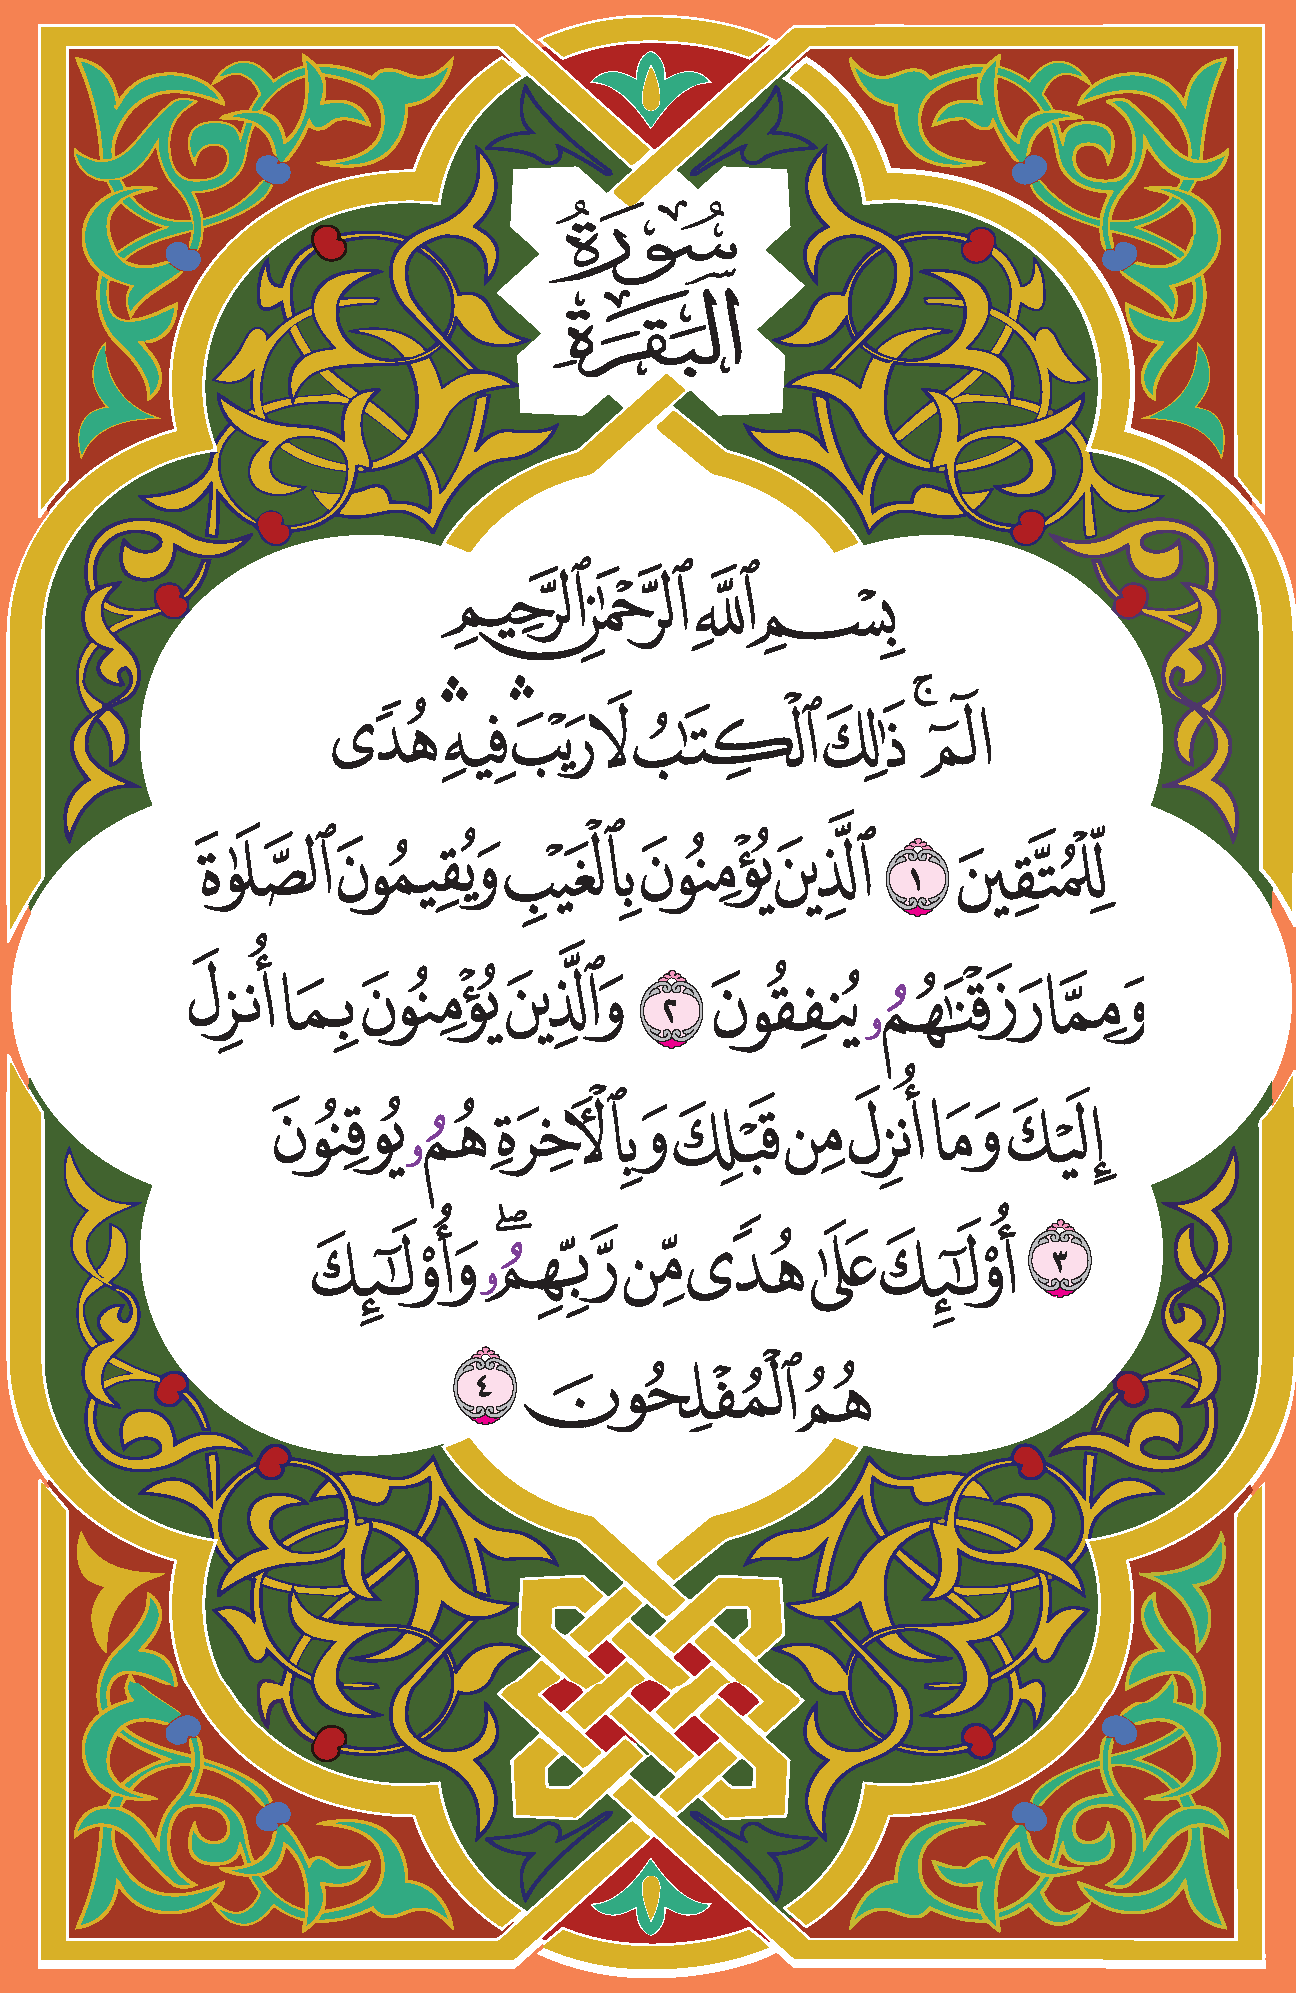 سُورَةُ
البَقَرَةِ
بِسْمِ ٱللَّهِ ٱلرَّحْمَٰنِ ٱلرَّحِيمِ
الٓمٓ ۚ ذَٰلِكَ ٱلْكِتَٰبُ لَا رَيْبَ ۛ فِيهِ ۛ هُدًى
لِّلْمُتَّقِينَ ١ ٱلَّذِينَ يُؤْمِنُونَ بِٱلْغَيْبِ وَيُقِيمُونَ ٱلصَّلَوٰةَ
وَمِمَّا رَزَقْنَٰهُمُۥ يُنفِقُونَ ٢ وَٱلَّذِينَ يُؤْمِنُونَ بِمَا أُنزِلَ
إِلَيْكَ وَمَا أُنزِلَ مِن قَبْلِكَ وَبِٱلْأَخِرَةِ هُمُۥ يُوقِنُونَ
٣ أُوْلَٰٓئِكَ عَلَىٰ هُدًى مِّن رَّبِّهِمُۥ ۖ وَأُوْلَٰٓئِكَ
هُمُ ٱلْمُفْلِحُونَ ٤